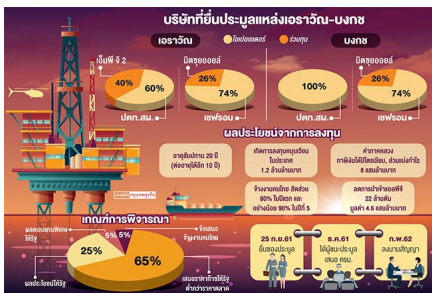 บริษัทที่ยื่นประมูลแหล่งเอราวัณ-บงกช
เอราวัณ
โอเปอเรเตอร์
ร่วมทุน
บงกช
เอ็มพี จี 2
มิตซุยออยล์
มิตซุยออยล์
40%
60%
26%
74%
100%
26%
74%
ปตท.สผ.
เชฟรอน
ปตท.สผ.
เชฟรอน
ผลประโยชน์จากการลงทุน
อายุสัมปทาน 20 ปี
(ต่ออายุได้อีก 10 ปี)
เกิดการลงทุนหมุนเวียน
ในประเทศ
1.2 ล้านล้านบาท
ค่าภาคหลวง
ภาษีเงินได้ปิโตรเลียม, ส่วนแบ่งกำไร
8 แสนล้านบาท
จ้างงานคนไทย สัดส่วน
80% ในปีแรก และ
อย่างน้อย 90% ในปีที่ 5
ลดการนำเข้าแอลพีจี
22 ล้านตัน
มูลค่า 4.6 แสนล้านบาท
กรุงเทพธุรกิจ
เกณฑ์การพิจารณา
ผลตอบแทนพิเศษ
ให้รัฐ
ข้อเสนอ
จ้างงานคนไทย
5%
5%
25%
65%
ผลประโยชน์ให้รัฐ
เสนอราคาก๊าซให้รัฐ
ต่ำกว่าราคาตลาด
25 ก.ย.61
ยื่นซองประมูล
ธ.ค.61
ได้ผู้ชนะประมูล
เสนอ ครม.
ก.พ.62
ลงนามสัญญา